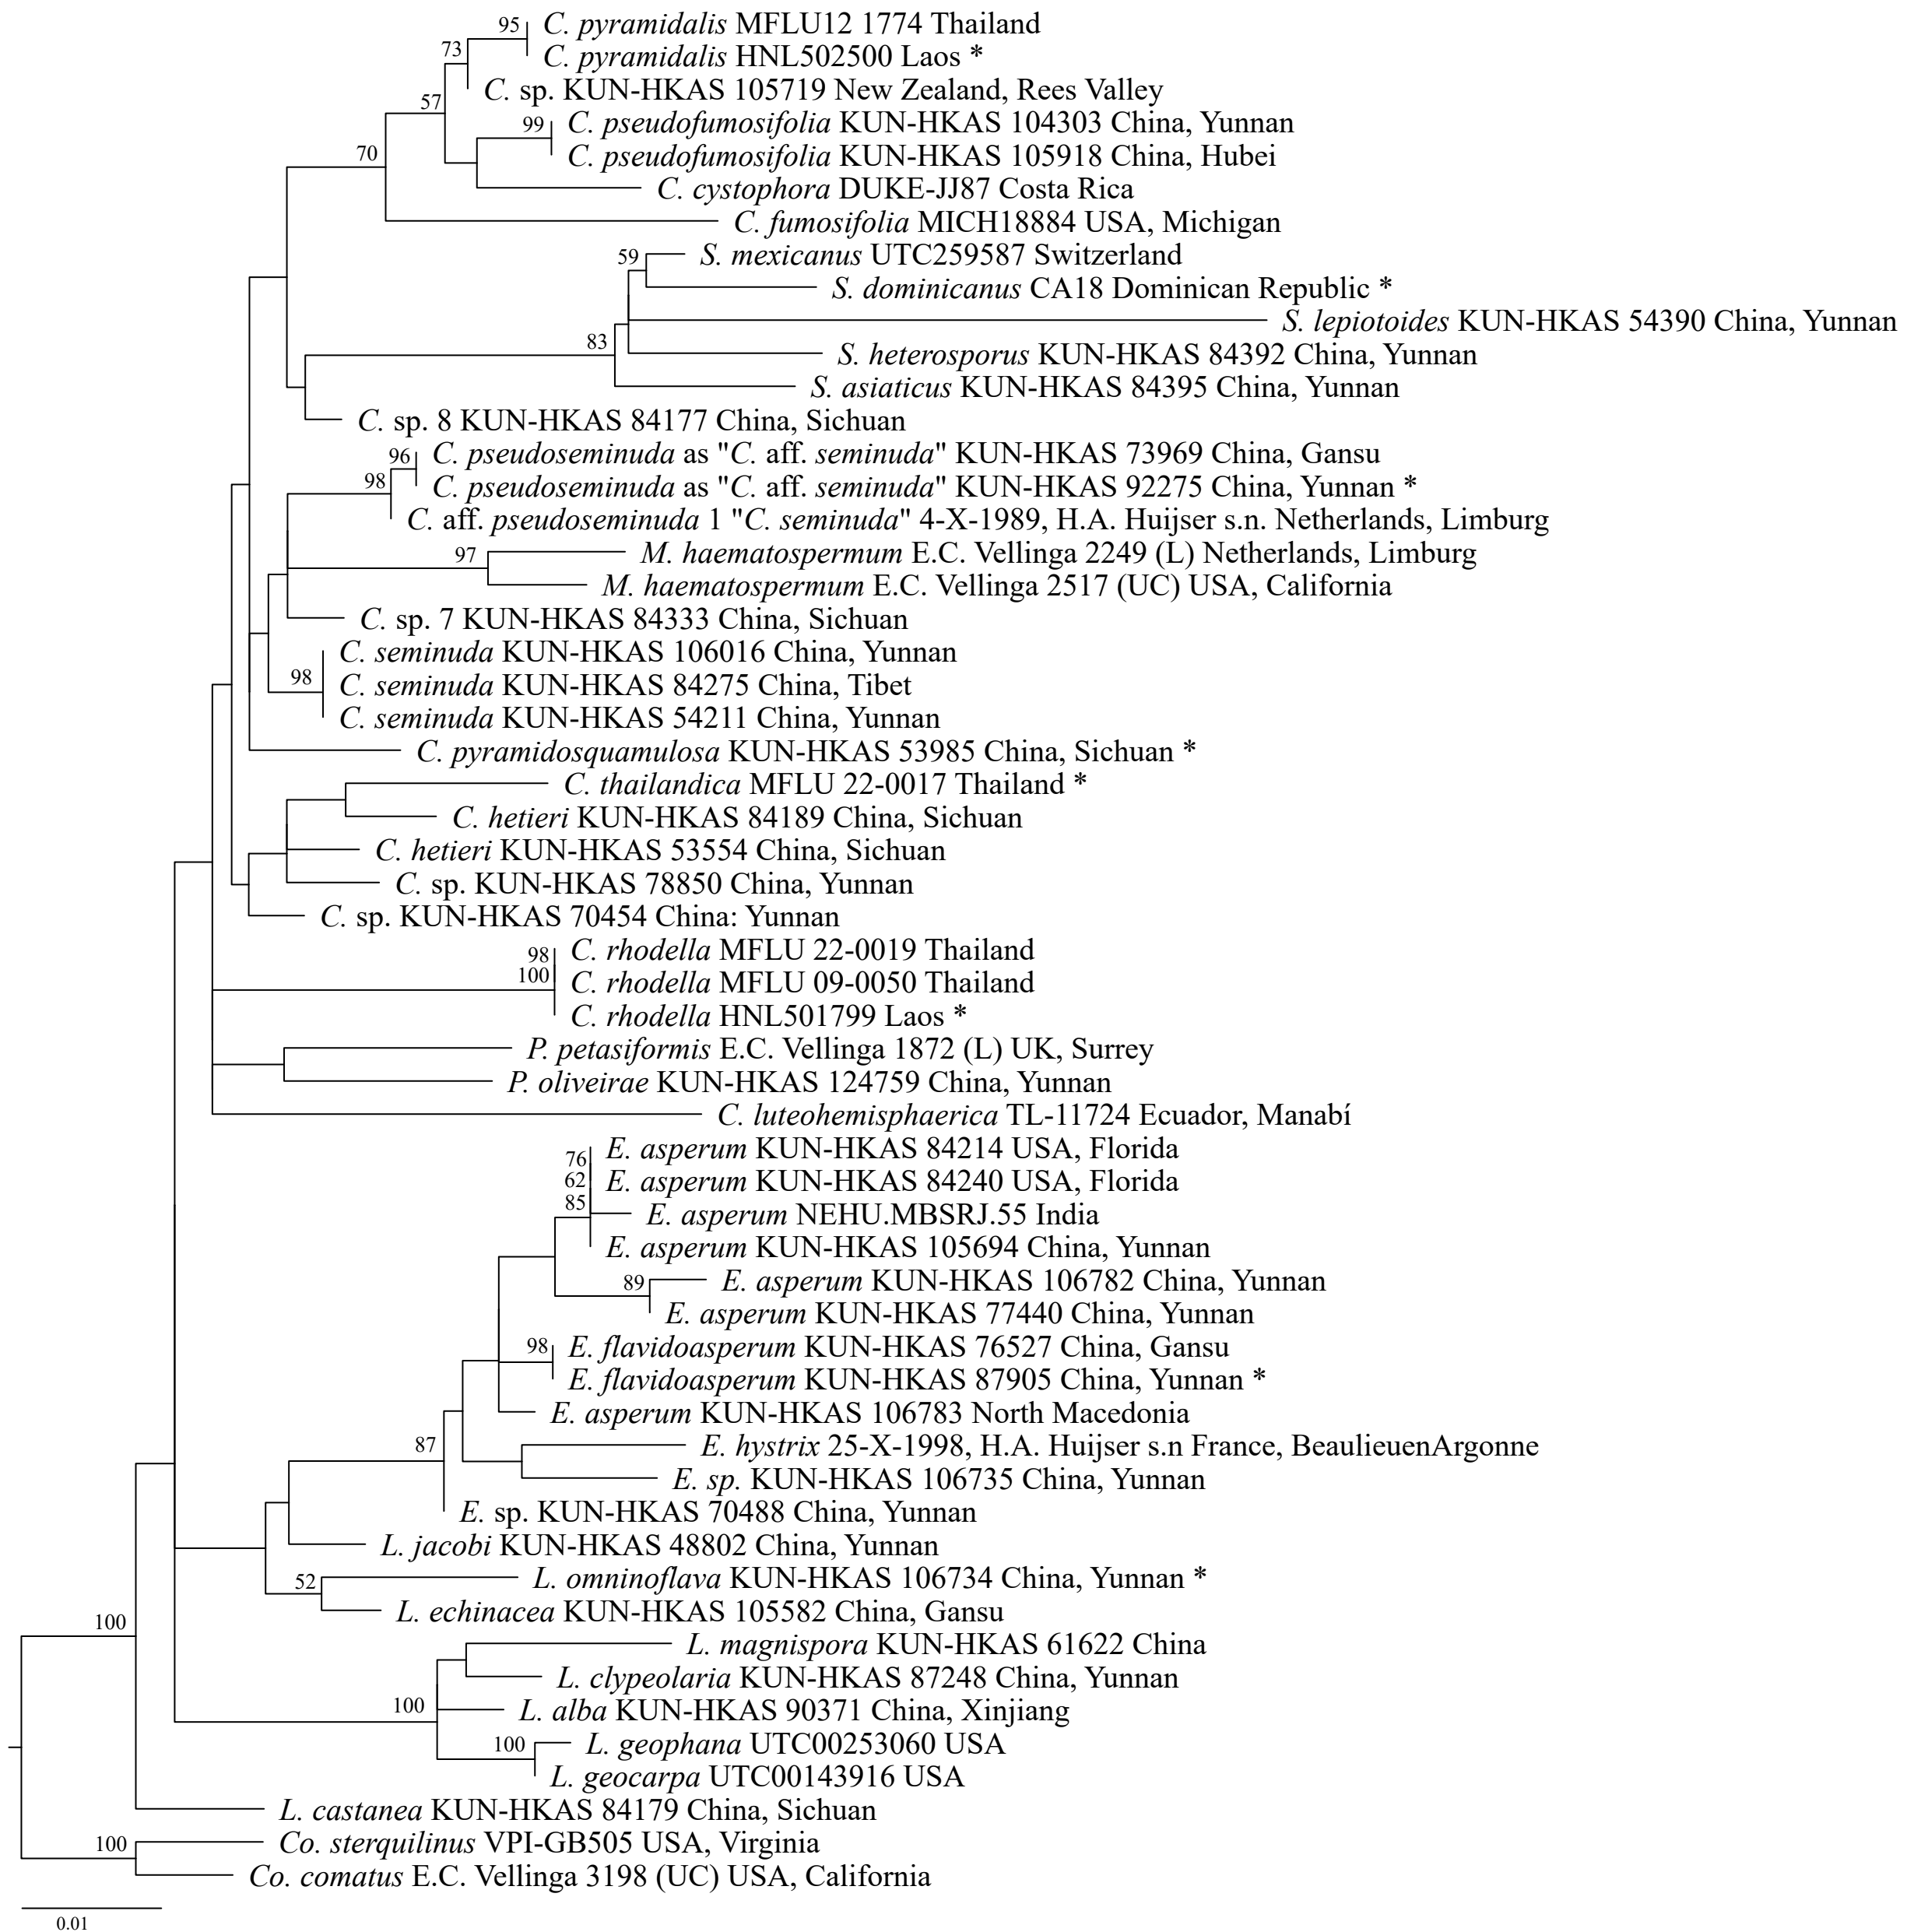 95
C. pyramidalis MFLU12 1774 Thailand
73
C. pyramidalis HNL502500 Laos *
C. sp. KUN-HKAS 105719 New Zealand, Rees Valley
57
99
C. pseudofumosifolia KUN-HKAS 104303 China, Yunnan
70
C. pseudofumosifolia KUN-HKAS 105918 China, Hubei
C. cystophora DUKE-JJ87 Costa Rica
C. fumosifolia MICH18884 USA, Michigan
59
S. mexicanus UTC259587 Switzerland
S. dominicanus CA18 Dominican Republic *
S. lepiotoides KUN-HKAS 54390 China, Yunnan
83
S. heterosporus KUN-HKAS 84392 China, Yunnan
S. asiaticus KUN-HKAS 84395 China, Yunnan
C. sp. 8 KUN-HKAS 84177 China, Sichuan
96
C. pseudoseminuda as "C. aff. seminuda" KUN-HKAS 73969 China, Gansu
98
C. pseudoseminuda as "C. aff. seminuda" KUN-HKAS 92275 China, Yunnan *
C. aff. pseudoseminuda 1 "C. seminuda" 4-X-1989, H.A. Huijser s.n. Netherlands, Limburg
97
M. haematospermum E.C. Vellinga 2249 (L) Netherlands, Limburg
M. haematospermum E.C. Vellinga 2517 (UC) USA, California
C. sp. 7 KUN-HKAS 84333 China, Sichuan
C. seminuda KUN-HKAS 106016 China, Yunnan
98
C. seminuda KUN-HKAS 84275 China, Tibet
C. seminuda KUN-HKAS 54211 China, Yunnan
C. pyramidosquamulosa KUN-HKAS 53985 China, Sichuan *
C. thailandica MFLU 22-0017 Thailand *
C. hetieri KUN-HKAS 84189 China, Sichuan
C. hetieri KUN-HKAS 53554 China, Sichuan
C. sp. KUN-HKAS 78850 China, Yunnan
C. sp. KUN-HKAS 70454 China: Yunnan
98
C. rhodella MFLU 22-0019 Thailand
100
C. rhodella MFLU 09-0050 Thailand
C. rhodella HNL501799 Laos *
P. petasiformis E.C. Vellinga 1872 (L) UK, Surrey
P. oliveirae KUN-HKAS 124759 China, Yunnan
C. luteohemisphaerica TL-11724 Ecuador, Manabí
76
E. asperum KUN-HKAS 84214 USA, Florida
62
E. asperum KUN-HKAS 84240 USA, Florida
85
E. asperum NEHU.MBSRJ.55 India
E. asperum KUN-HKAS 105694 China, Yunnan
89
E. asperum KUN-HKAS 106782 China, Yunnan
E. asperum KUN-HKAS 77440 China, Yunnan
98
E. flavidoasperum KUN-HKAS 76527 China, Gansu
E. flavidoasperum KUN-HKAS 87905 China, Yunnan *
E. asperum KUN-HKAS 106783 North Macedonia
87
E. hystrix 25-X-1998, H.A. Huijser s.n France, BeaulieuenArgonne
E. sp. KUN-HKAS 106735 China, Yunnan
E. sp. KUN-HKAS 70488 China, Yunnan
L. jacobi KUN-HKAS 48802 China, Yunnan
52
L. omninoflava KUN-HKAS 106734 China, Yunnan *
L. echinacea KUN-HKAS 105582 China, Gansu
100
L. magnispora KUN-HKAS 61622 China
L. clypeolaria KUN-HKAS 87248 China, Yunnan
100
L. alba KUN-HKAS 90371 China, Xinjiang
100
L. geophana UTC00253060 USA
L. geocarpa UTC00143916 USA
L. castanea KUN-HKAS 84179 China, Sichuan
100
Co. sterquilinus VPI-GB505 USA, Virginia
Co. comatus E.C. Vellinga 3198 (UC) USA, California
0.01